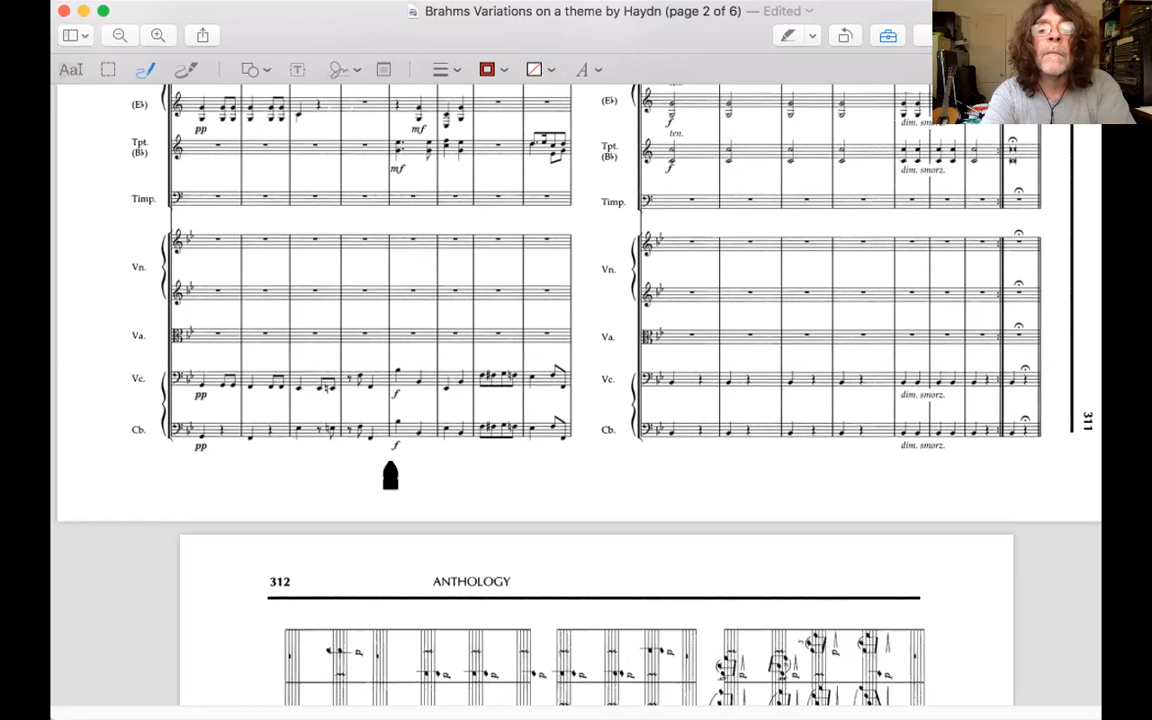 Brahms Variations on a theme by Haydn (page 2 of 6) — Edited
AaI
T
A
(E♭)
pp
mf
Tpt.
(B♭)
mf
Timp.
Vn.
Va.
Vc.
pp
f
Cb.
pp
f
(E♭)
f
dim. smorz.
ten.
Tpt.
(B♭)
f
dim. smorz.
Timp.
Vn.
Va.
Vc.
dim. smorz.
Cb.
dim. smorz.
311
312 ANTHOLOGY
p
p
p
p
p
p
p
p
p
p
p